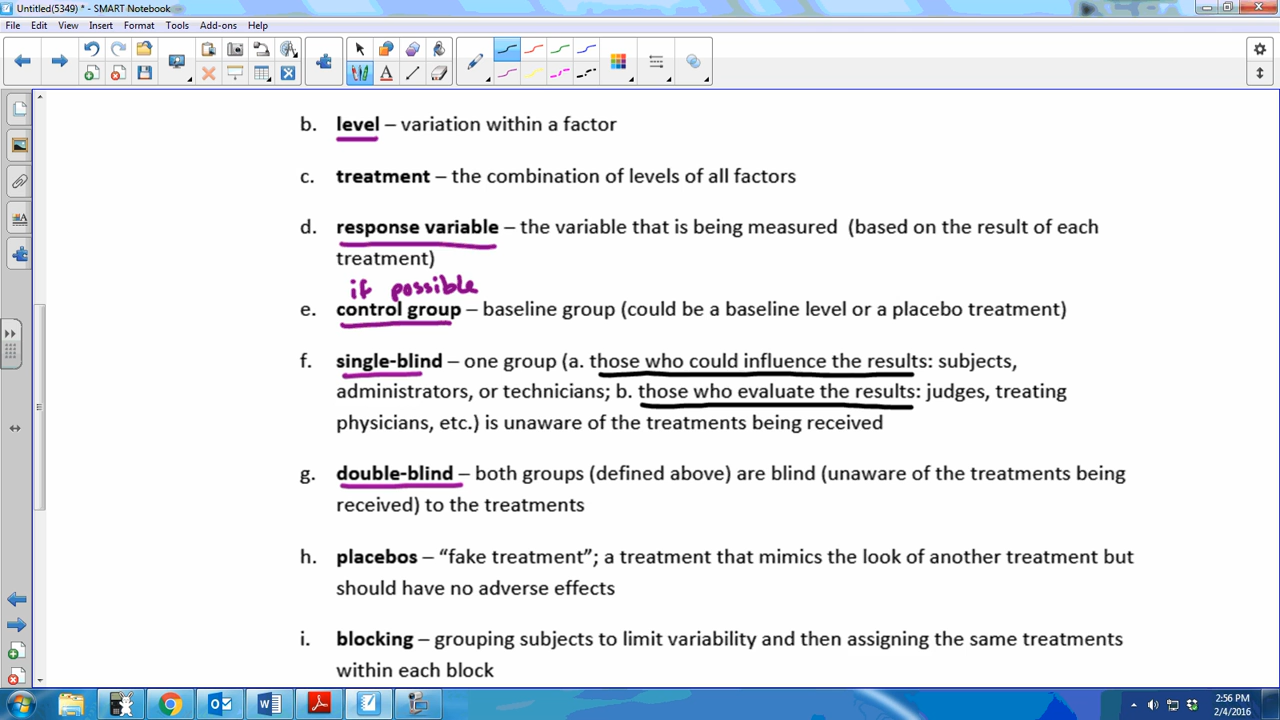 Untitled(5349) * - SMART Notebook
File Edit View Insert Format Tools Add-ons Help
b. level – variation within a factor
c. treatment – the combination of levels of all factors
d. response variable – the variable that is being measured (based on the result of each
treatment)
if possible
e. control group – baseline group (could be a baseline level or a placebo treatment)
f. single-blind – one group (a. those who could influence the results: subjects,
administrators, or technicians; b. those who evaluate the results: judges, treating
physicians, etc.) is unaware of the treatments being received
g. double-blind – both groups (defined above) are blind (unaware of the treatments being
received) to the treatments
h. placebos – “fake treatment”; a treatment that mimics the look of another treatment but
should have no adverse effects
i. blocking – grouping subjects to limit variability and then assigning the same treatments
within each block
2:56 PM
2/4/2016